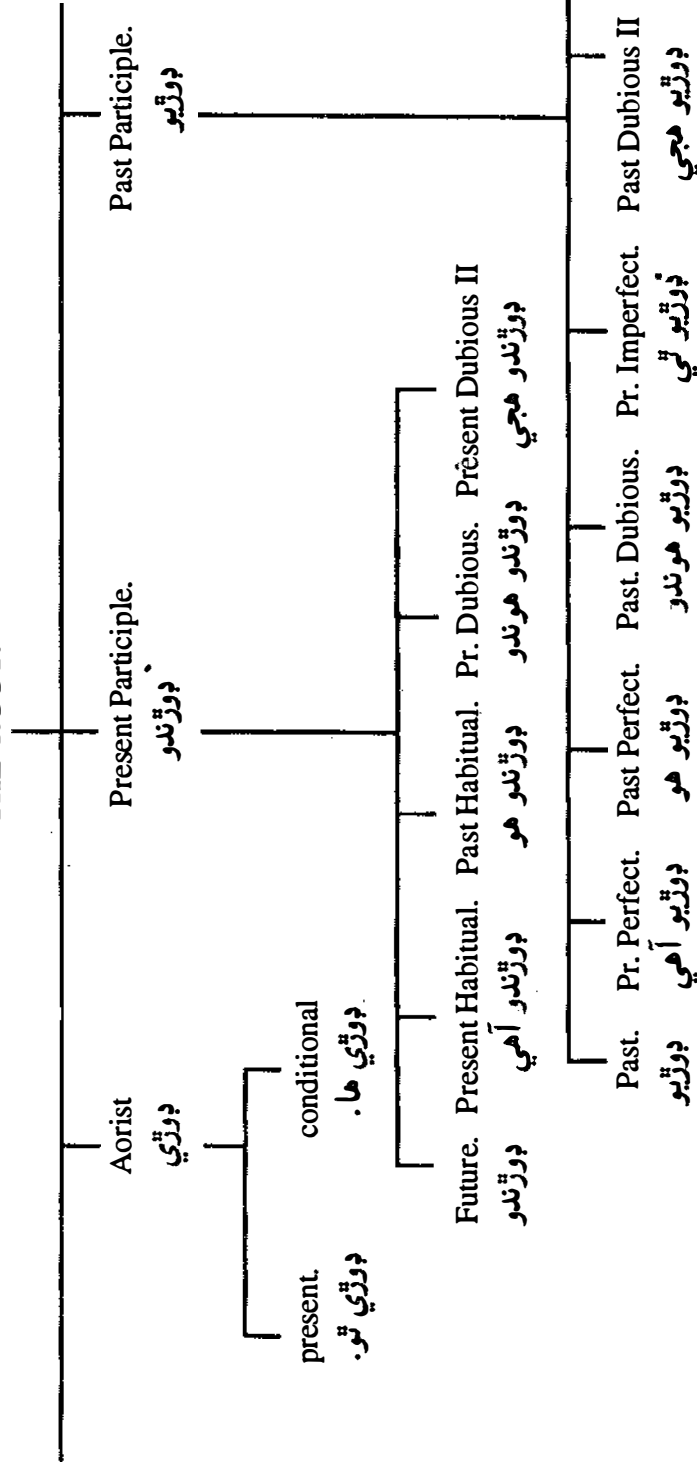 Aorist
ڊوڙي
Present Participle.
ڊوڙندو
Past Participle.
ڊوڙيو
present.
ڊوڙي ٿو.
conditional
ڊوڙي ها.
Future.
ڊوڙندو
Present Habitual.
ڊوڙندو آهي
Past Habitual.
ڊوڙندو هو
Pr. Dubious.
ڊوڙندو هوندو
Present Dubious II
ڊوڙندو هجي
Past.
ڊوڙيو
Pr. Perfect.
ڊوڙيو آهي
Past Perfect.
ڊوڙيو هو
Past. Dubious.
ڊوڙيو هوندو
Pr. Imperfect.
ڊوڙيو ٿي
Past Dubious II
ڊوڙيو هجي